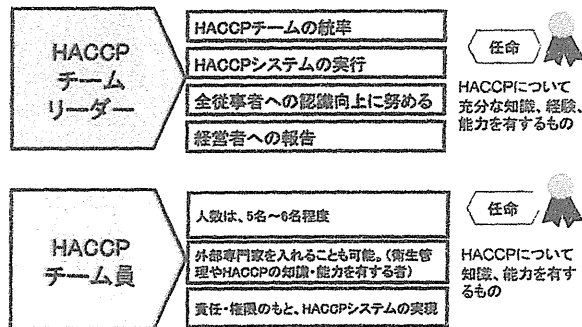 HACCP
チーム
リーダー
HACCPチームの統率
HACCPシステムの実行
全従事者への認識向上に努める
経営者への報告
任命
HACCPについて
充分な知識、経験、
能力を有するもの
HACCP
チーム員
人数は、5名～6名程度
外部専門家を入れることも可能。(衛生管
理やHACCPの知識・能力を有する者)
責任・権限のもと、HACCPシステムの実現
任命
HACCPについて
知識、能力を有す
るもの